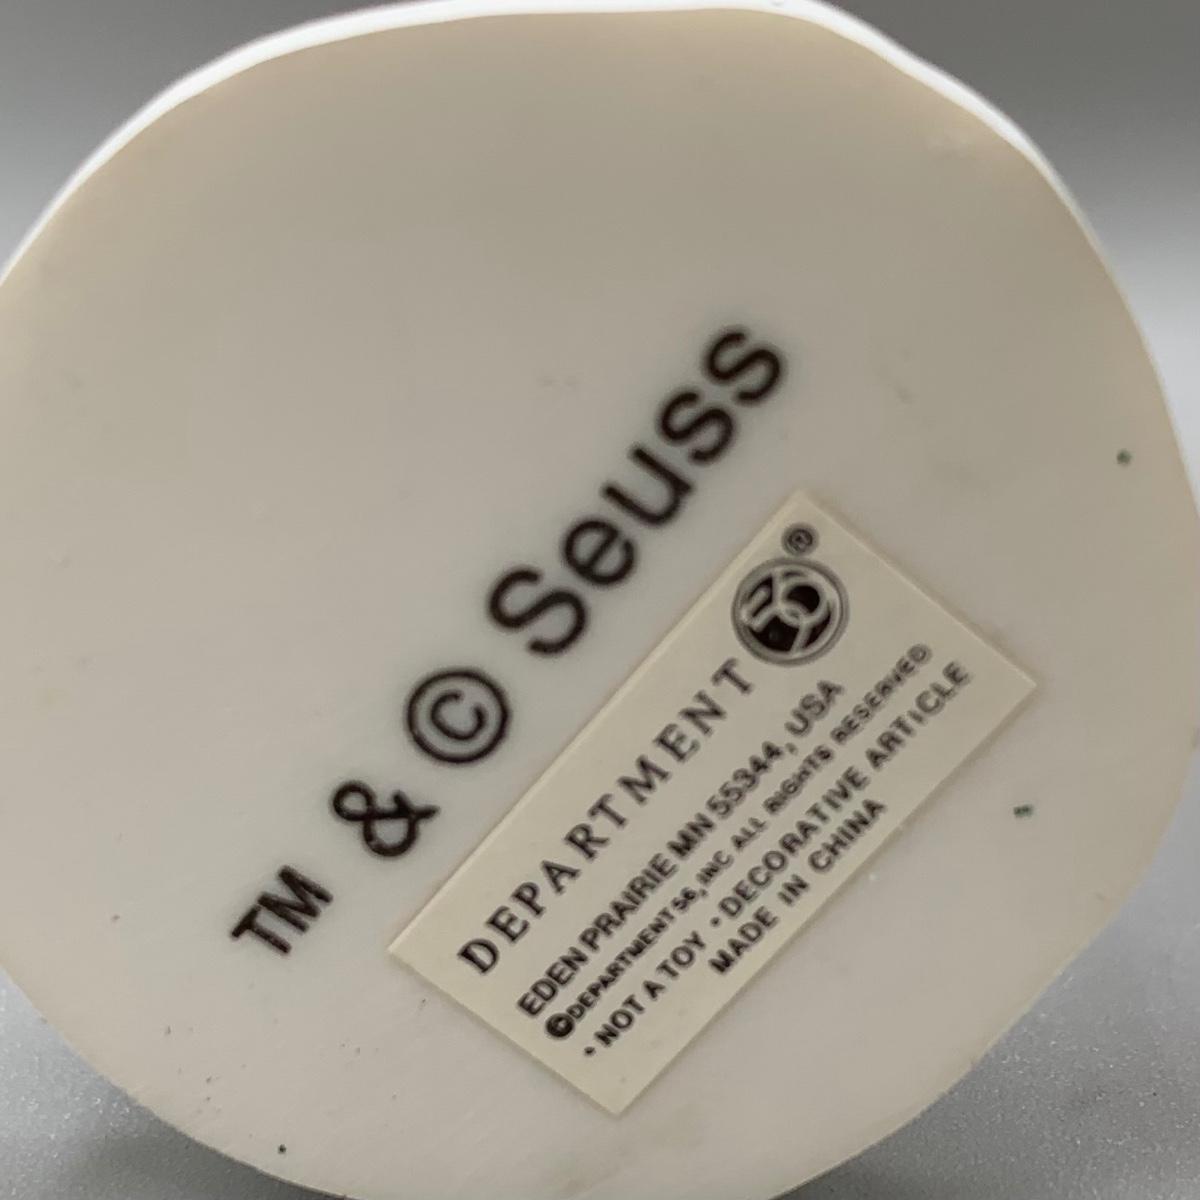 TM & © Seuss
DEPARTMENT 56®
EDEN PRAIRIE MN 55344, USA
©DEPARTMENT 56, INC ALL RIGHTS RESERVED
• NOT A TOY • DECORATIVE ARTICLE
MADE IN CHINA